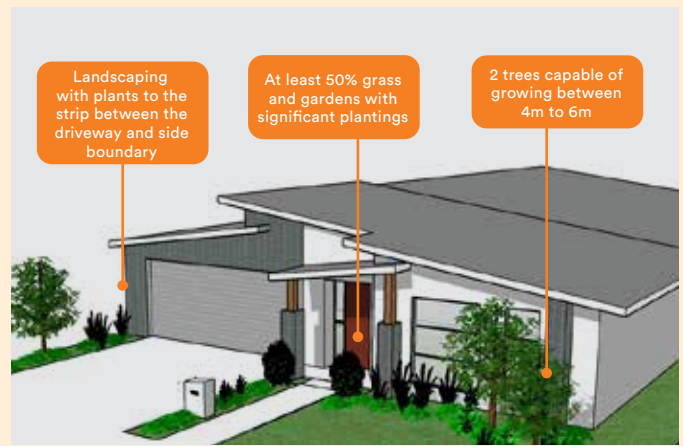 Landscaping
with plants to the
strip between the
driveway and side
boundary
At least 50% grass
and gardens with
significant plantings
2 trees capable of
growing between
4m to 6m